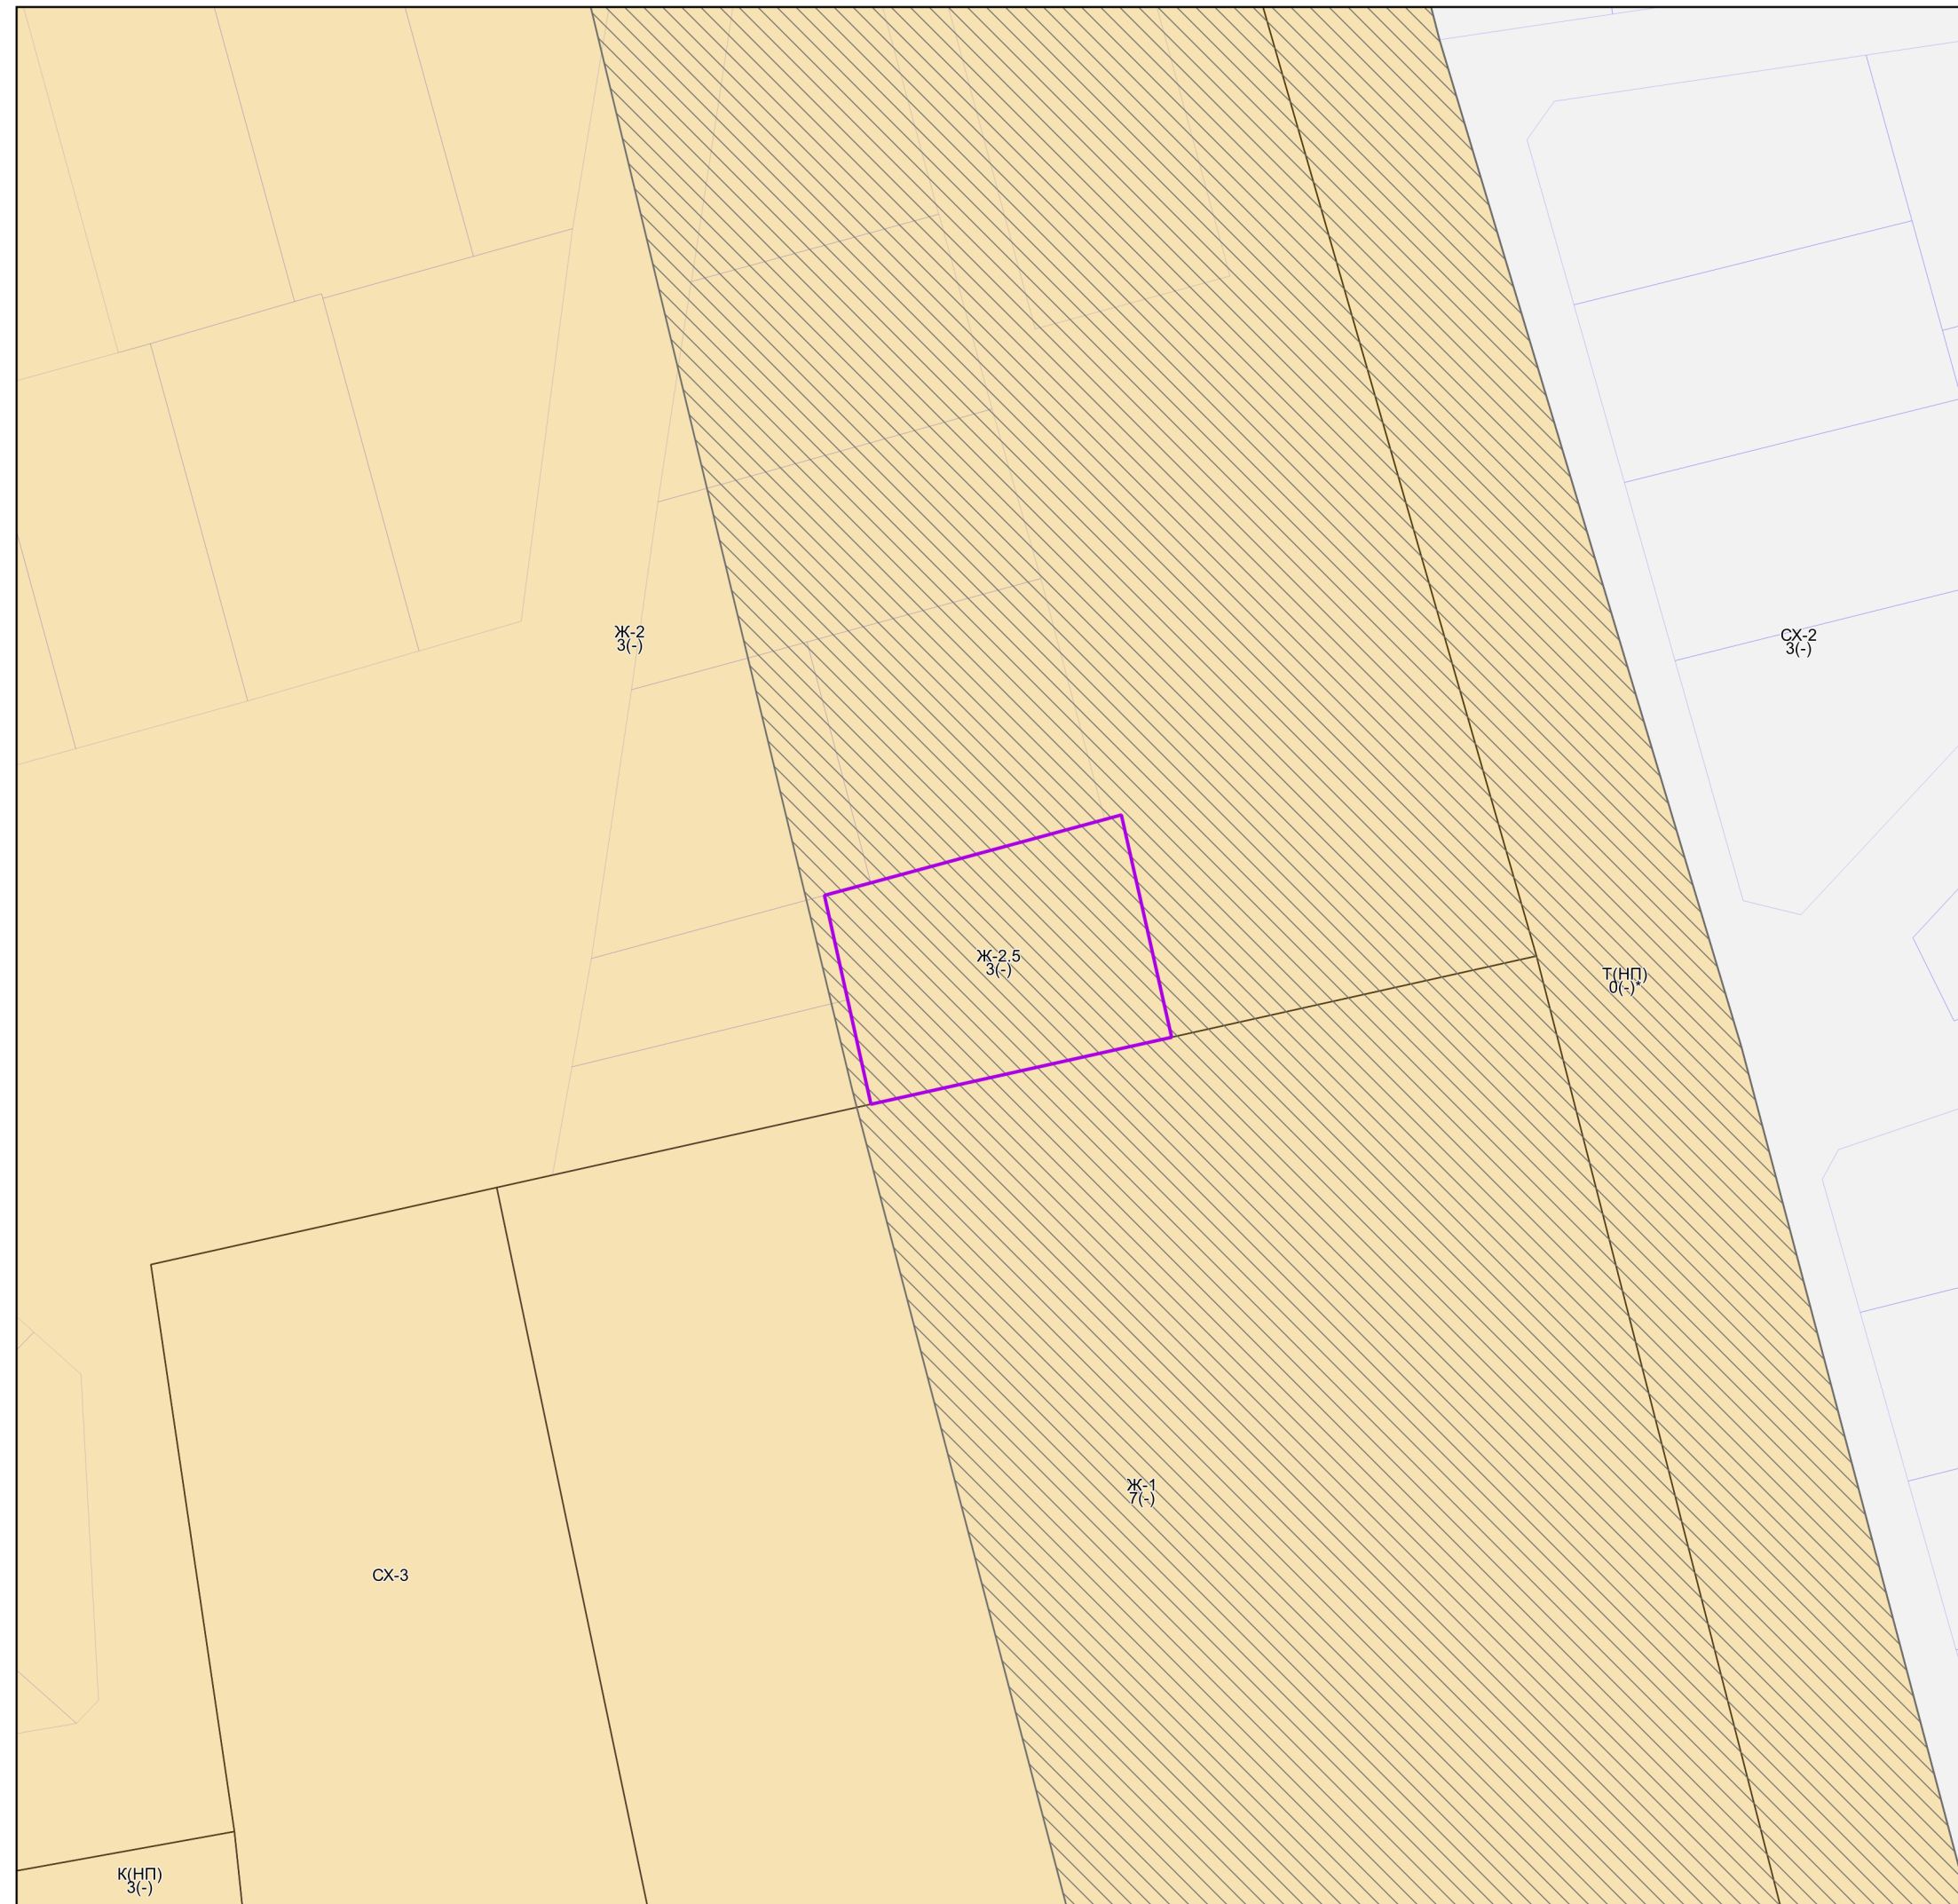 Ж-2
3(-)
СХ-2
3(-)
Ж-2.5
3(-)
Т(НП)
0(-)*
Ж-1
7(-)
СХ-3
К(НП)
3(-)